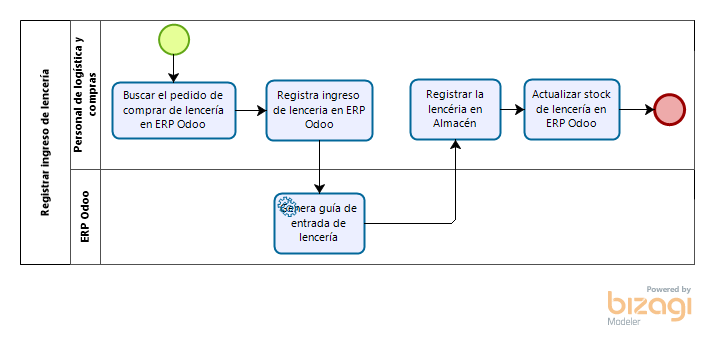 Registrar ingreso de lencería
Personal de logística y
compras
Buscar el pedido de
comprar de lencería
en ERP Odoo
Registra ingreso
de lenceria en ERP
Odoo
Registrar la
lencéria en
Almacén
Actualizar stock
de lencería en
ERP Odoo
ERP Odoo
Genera guía de
entrada de
lencería
Powered by
bizagi
Modeler